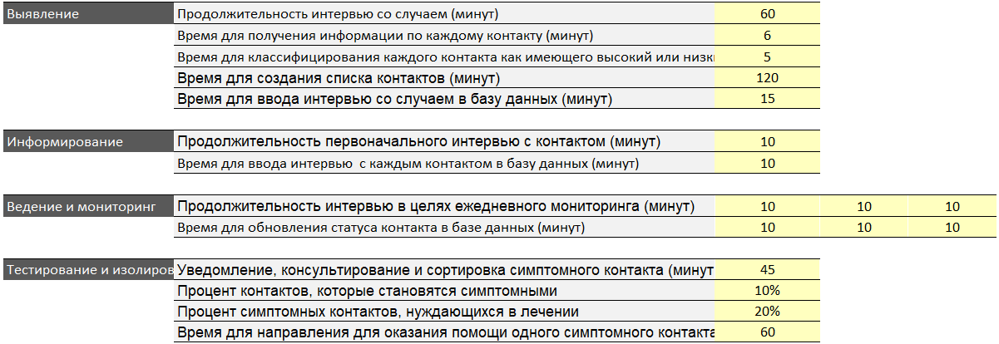 Выявление Продолжительность интервью со случаем (минут) 60
Время для получения информации по каждому контакту (минут) 6
Время для классифицирования каждого контакта как имеющего высокий или 5
Время для создания списка контактов (минут) 120
Время для ввода интервью со случаем в базу данных (минут) 15
Информирование Продолжительность первоначального интервью с контактом (минут) 10
Время для ввода интервью с каждым контактом в базу данных (минут) 10
Ведение и мониторинг Продолжительность интервью в целях ежедневного мониторинга (минут) 10 10 10
Время для обновления статуса контакта в базе данных (минут) 10 10 10
Тестирование и изолиров Уведомление, консультирование и сортировка симптомного контакта (минут 45
Процент контактов, которые становятся симптомными 10%
Процент симптомных контактов, нуждающихся в лечении 20%
Время для направления для оказания помощи одного симптомного контакта 60